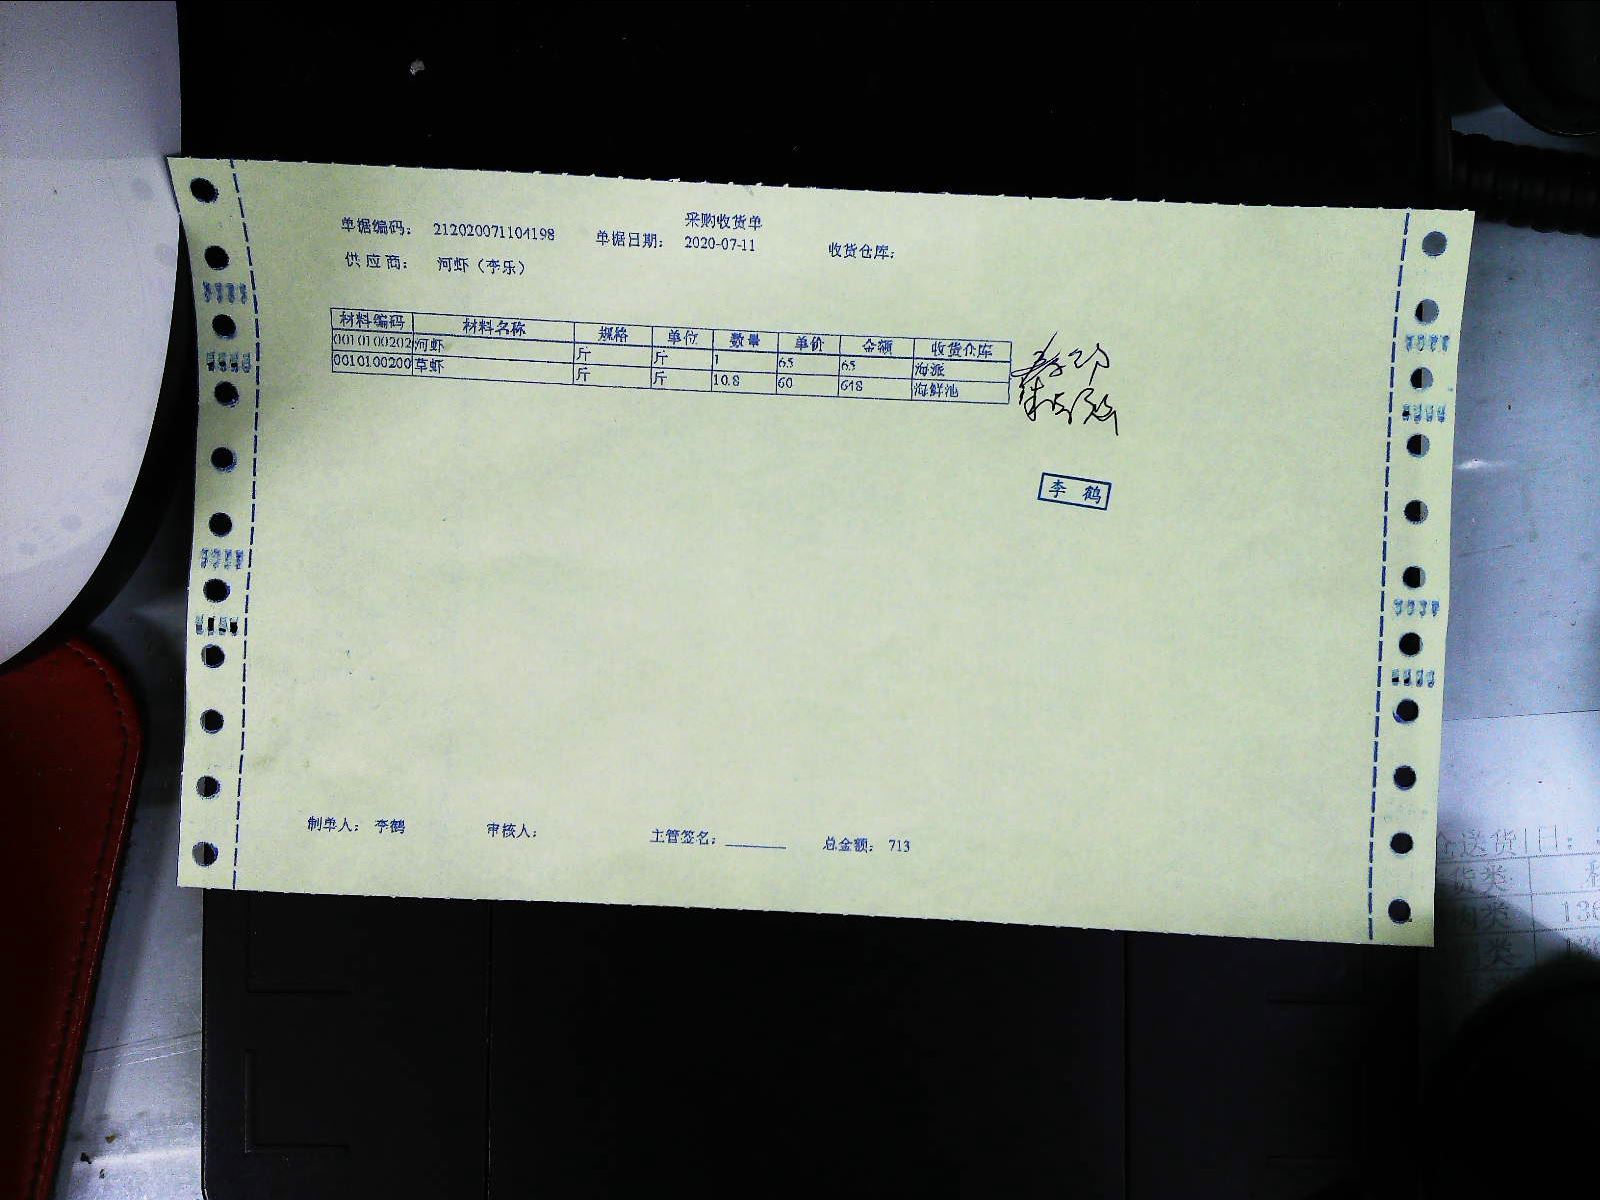 采购收货单
单据编码: 212020071104198 单据日期: 2020-07-11 收货仓库:
供应商: 河虾（李乐）
材料编码 材料名称 规格 单位 数量 单价 金额 收货仓库
0010100202 河虾 斤 斤 1 65 65 海派
0010100200 草虾 斤 斤 10.8 60 648 海鲜池
李鹤
制单人: 李鹤 审核人: 主管签名: 总金额: 713
货类
肉类